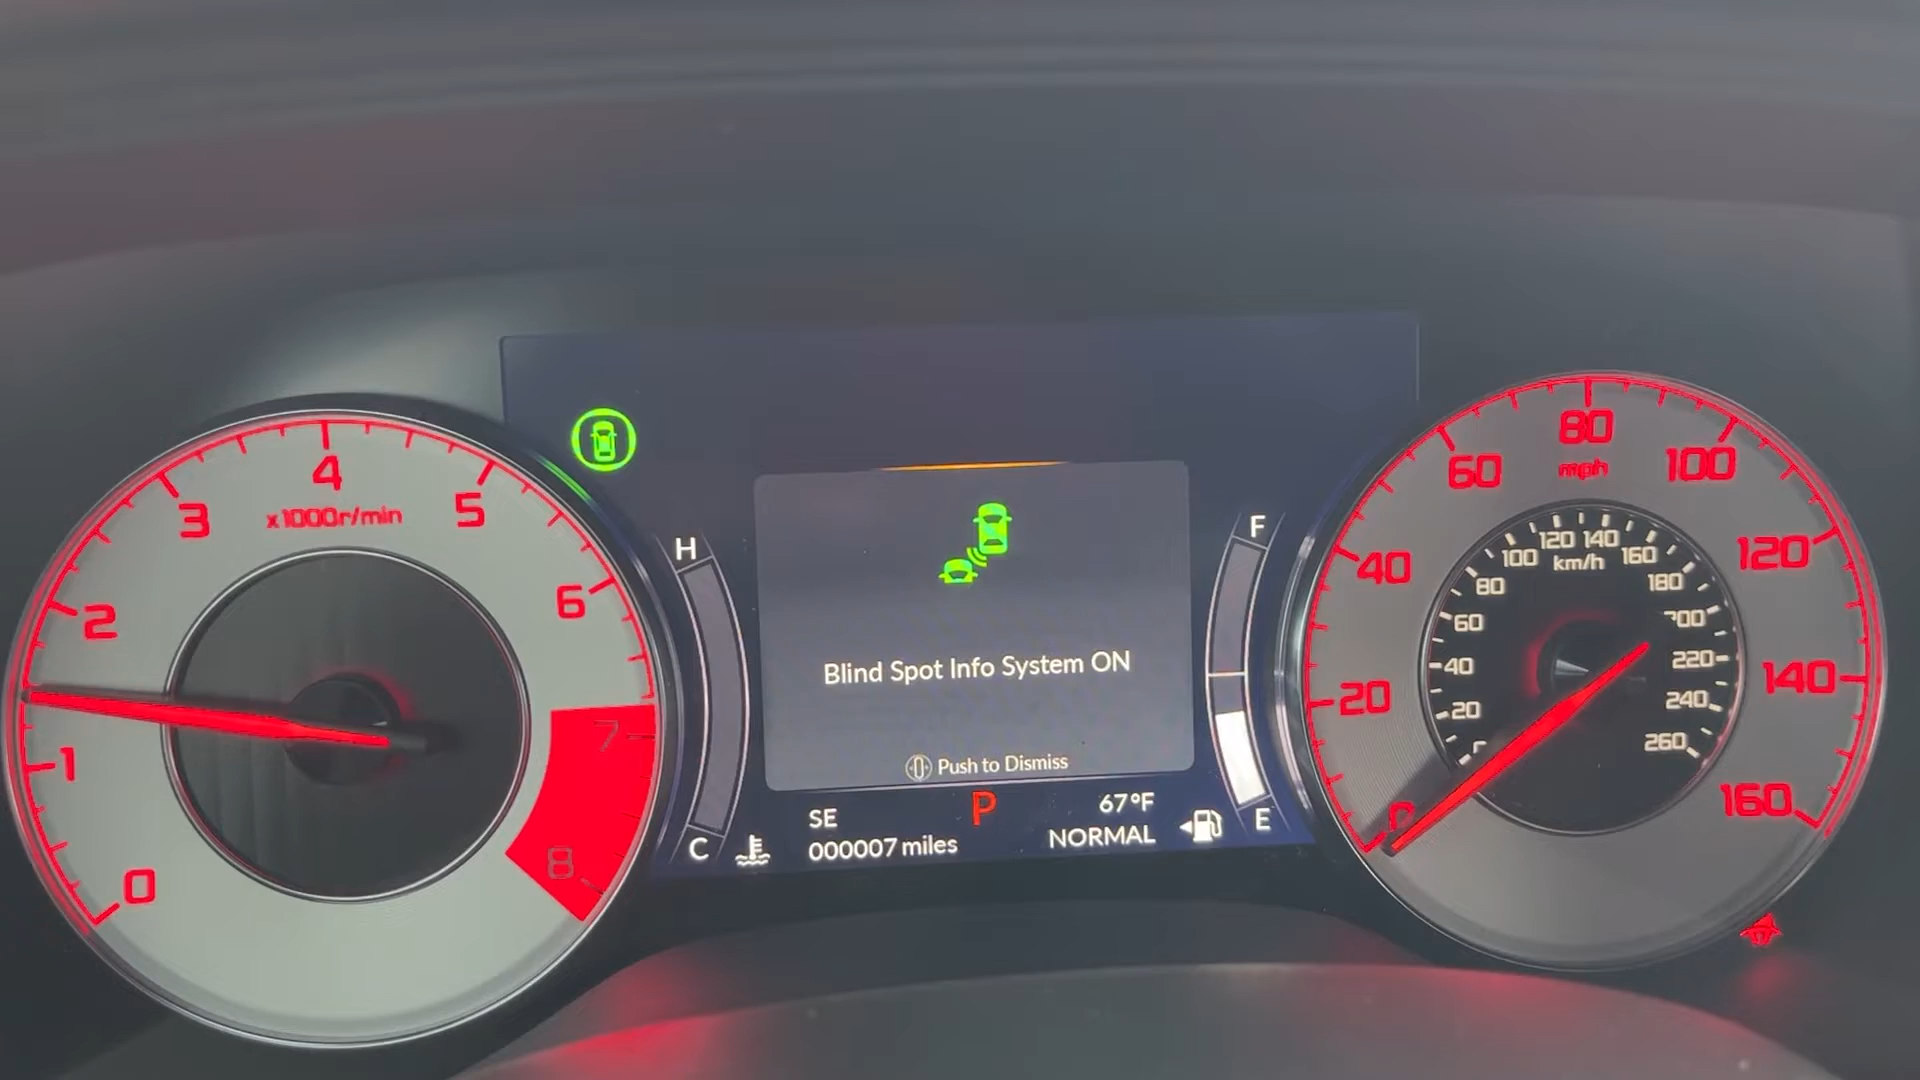 4
3
5
x1000r/min
2
6
1
7
0
8
H
C
Blind Spot Info System ON
Push to Dismiss
SE
P
67°F
000007 miles
NORMAL
F
E
80
60
mph
100
40
120
20
140
0
160
120
140
100
km/h
160
80
180
60
200
40
220
20
240
260